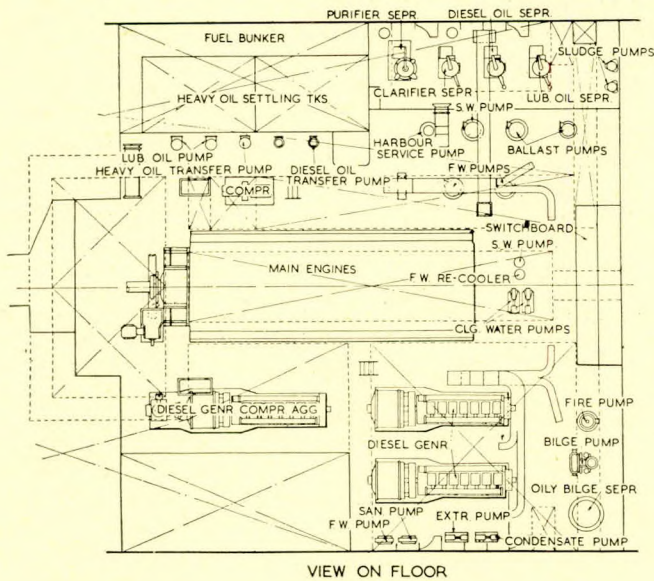 PURIFIER SEPR
DIESEL OIL SEPR.
FUEL BUNKER
SLUDGE PUMPS
CLARIFIER SEPR
LUB. OIL SEPR.
HEAVY OIL SETTLING TKS
S.W. PUMP
HARBOUR
SERVICE PUMP
BALLAST PUMPS
LUB OIL PUMP
HEAVY OIL TRANSFER PUMP
DIESEL OIL
TRANSFER PUMP
F.W PUMPS
COMPR
SWITCHBOARD
S.W. PUMP
MAIN ENGINES
F.W. RE-COOLER
CLG. WATER PUMPS
DIESEL GENR COMPR. AGG
FIRE PUMP
DIESEL GENR
BILGE PUMP
OILY BILGE SEPR
SAN. PUMP
F.W PUMP
EXTR. PUMP
CONDENSATE PUMP
VIEW ON FLOOR